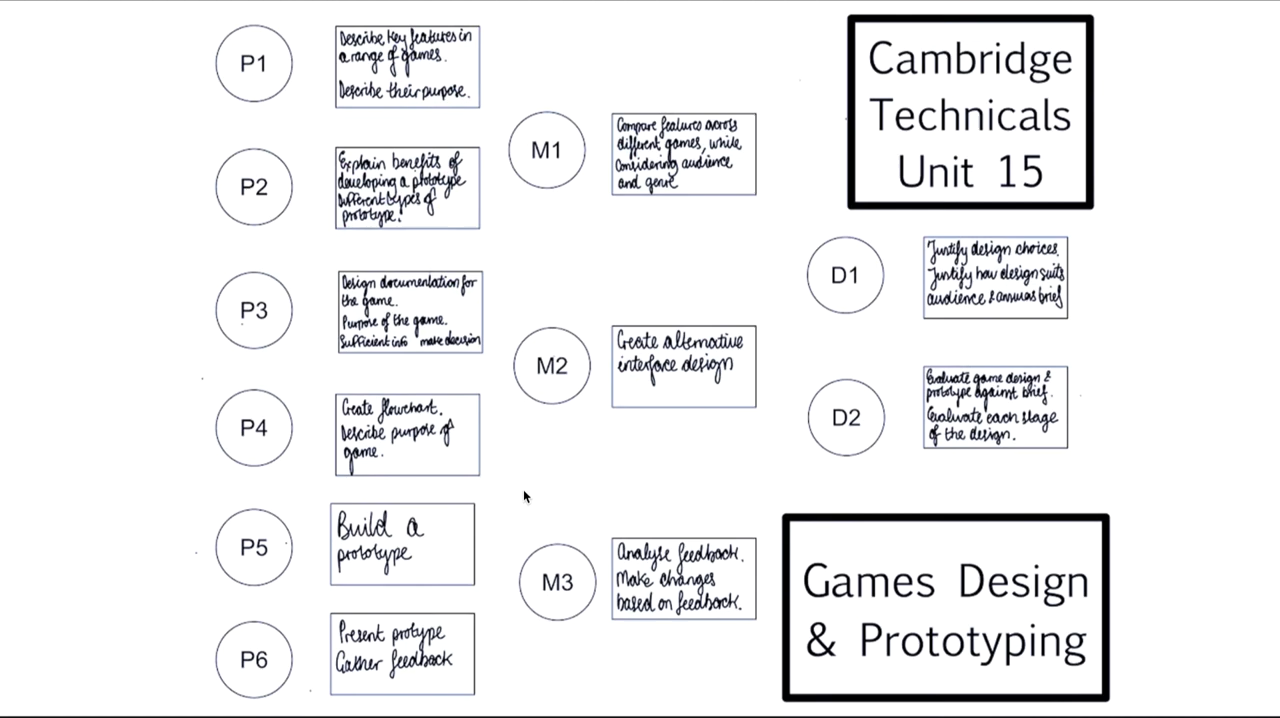 P1
Describe key features in
a range of games.
Describe their purpose.
P2
Explain benefits of
developing a prototype
Different types of
prototype.
P3
Design documentation for
the game.
Purpose of the game.
Sufficient info make decision
P4
Create flowchart.
Describe purpose of
game.
P5
Build a
prototype
P6
Present protype
Gather feedback
M1
Compare features across
different games, while
considering audience
and genre
M2
Create alternative
interface design
M3
Analyse feedback.
Make changes
based on feedback.
Cambridge
Technicals
Unit 15
D1
Justify design choices.
Justify how design suits
audience & answers brief
D2
Evaluate game design &
prototype against brief.
Evaluate each stage
of the design.
Games Design
& Prototyping